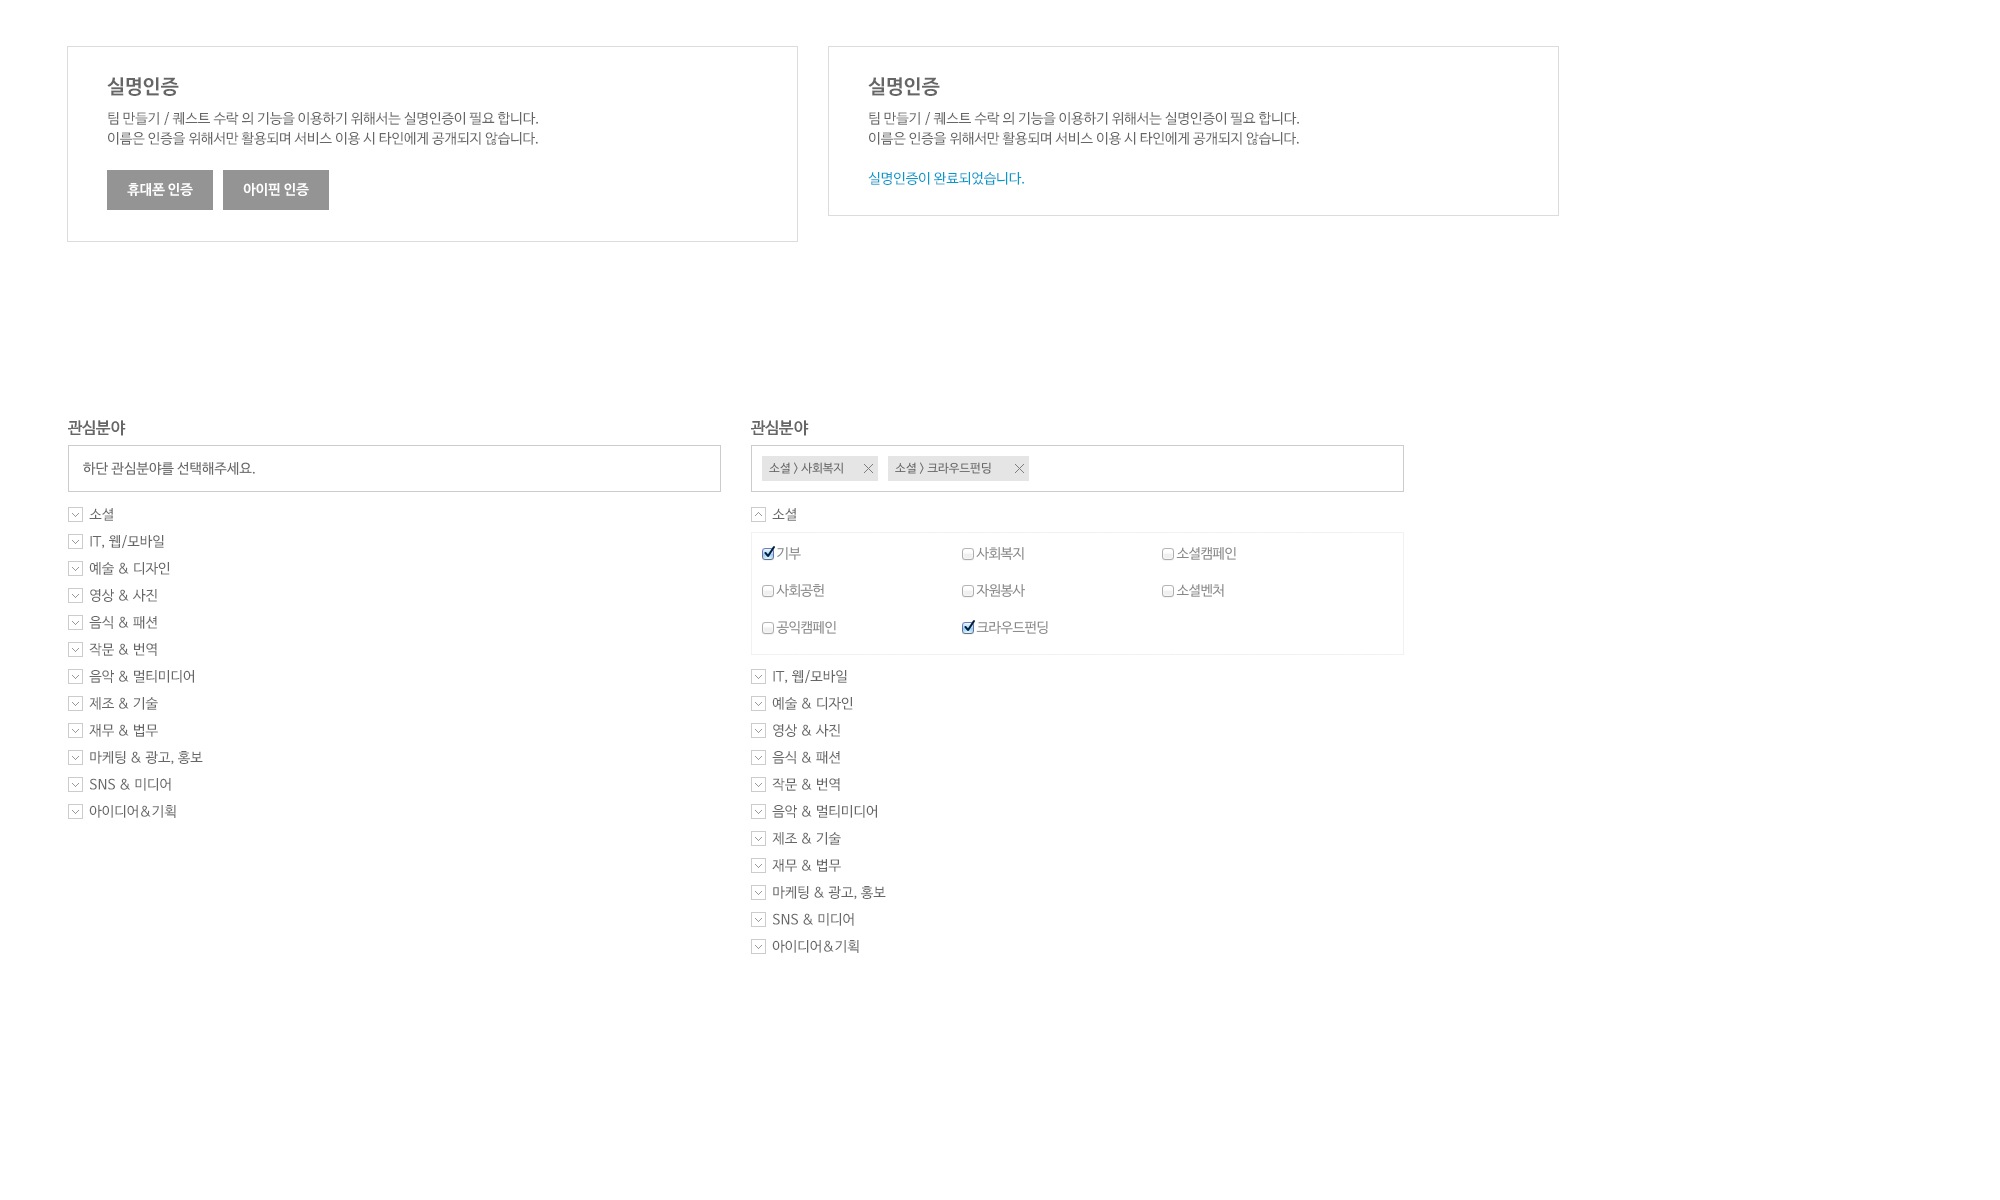 실명인증
팀 만들기 / 퀘스트 수락 의 기능을 이용하기 위해서는 실명인증이 필요 합니다.
이름은 인증을 위해서만 활용되며 서비스 이용 시 타인에게 공개되지 않습니다.
휴대폰 인증 아이핀 인증
실명인증
팀 만들기 / 퀘스트 수락 의 기능을 이용하기 위해서는 실명인증이 필요 합니다.
이름은 인증을 위해서만 활용되며 서비스 이용 시 타인에게 공개되지 않습니다.
실명인증이 완료되었습니다.
관심분야
하단 관심분야를 선택해주세요.
소셜
IT, 웹/모바일
예술 & 디자인
영상 & 사진
음식 & 패션
작문 & 번역
음악 & 멀티미디어
제조 & 기술
재무 & 법무
마케팅 & 광고, 홍보
SNS & 미디어
아이디어&기획
관심분야
소셜 > 사회복지 소셜 > 크라우드펀딩
소셜
기부 사회복지 소셜캠페인
사회공헌 자원봉사 소셜벤처
공익캠페인 크라우드펀딩
IT, 웹/모바일
예술 & 디자인
영상 & 사진
음식 & 패션
작문 & 번역
음악 & 멀티미디어
제조 & 기술
재무 & 법무
마케팅 & 광고, 홍보
SNS & 미디어
아이디어&기획